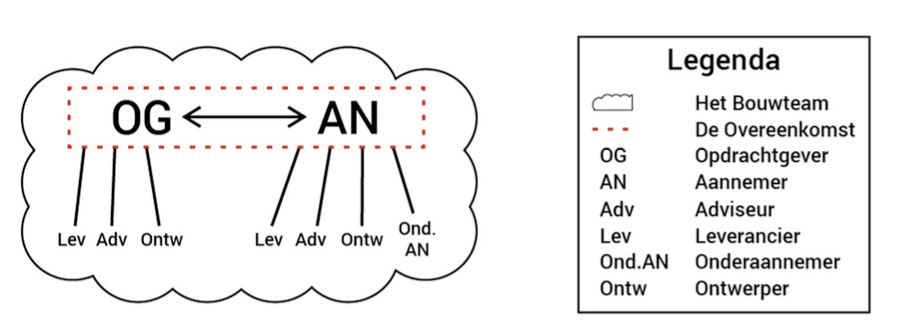 OG AN
Lev Adv Ontw Lev Adv Ontw Ond.
AN
Legenda
Het Bouwteam
De Overeenkomst
OG Opdrachtgever
AN Aannemer
Adv Adviseur
Lev Leverancier
Ond.AN Onderaannemer
Ontw Ontwerper